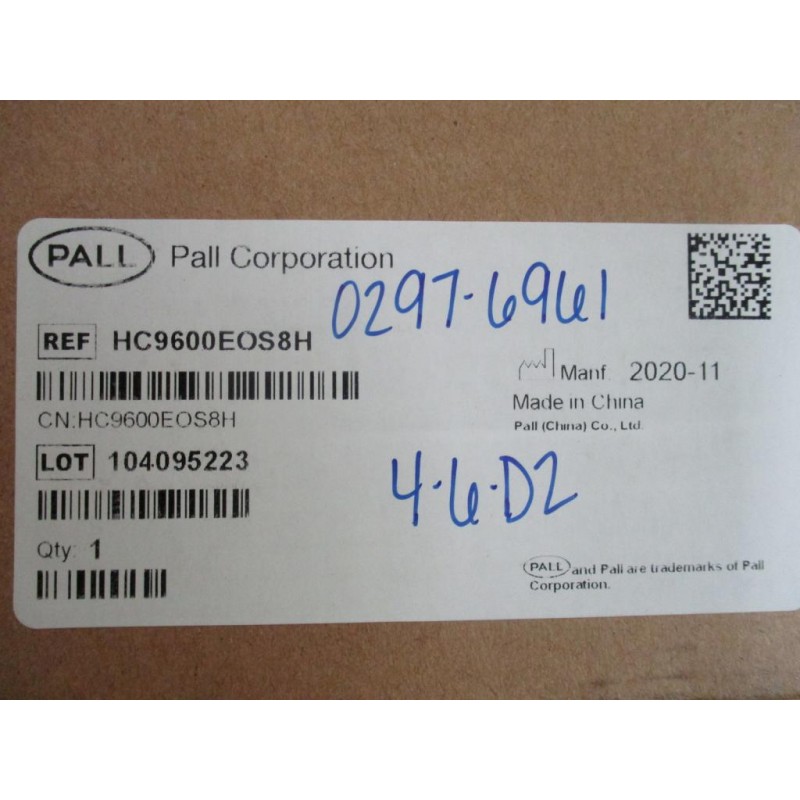 PALL Pall Corporation
0297-6961
REF HC9600EOS8H
Manf. 2020-11
Made in China
Pall (China) Co., Ltd.
CN:HC9600EOS8H
LOT 104095223
4-6-D2
Qty: 1
PALL and Pall are trademarks of Pall
Corporation.